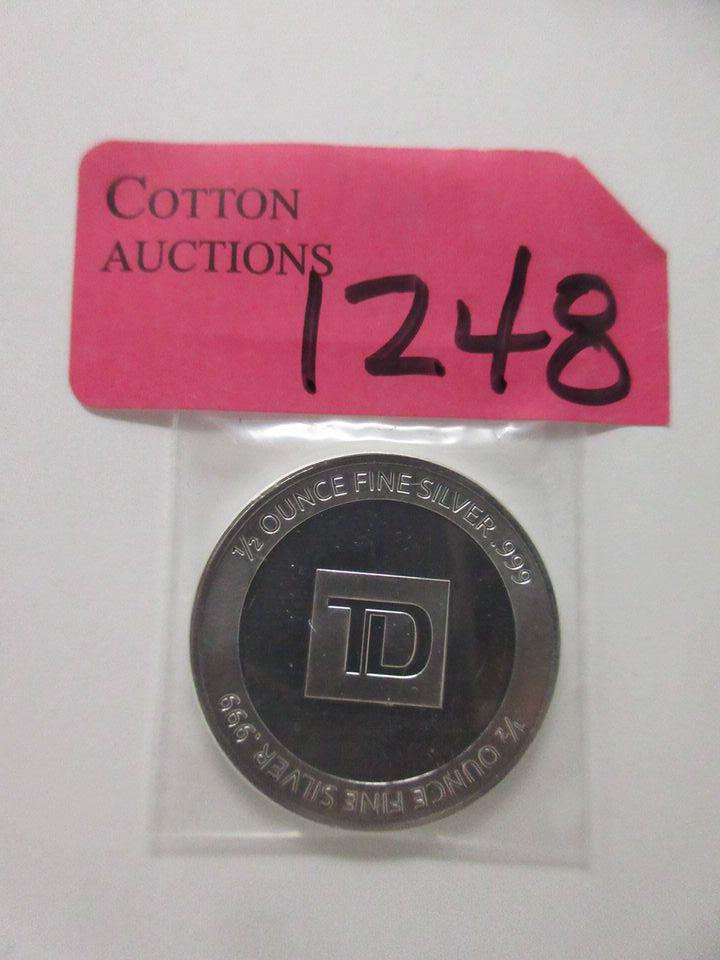 COTTON
AUCTIONS
1248
½ OUNCE FINE SILVER .999
TD
½ OUNCE FINE SILVER .999